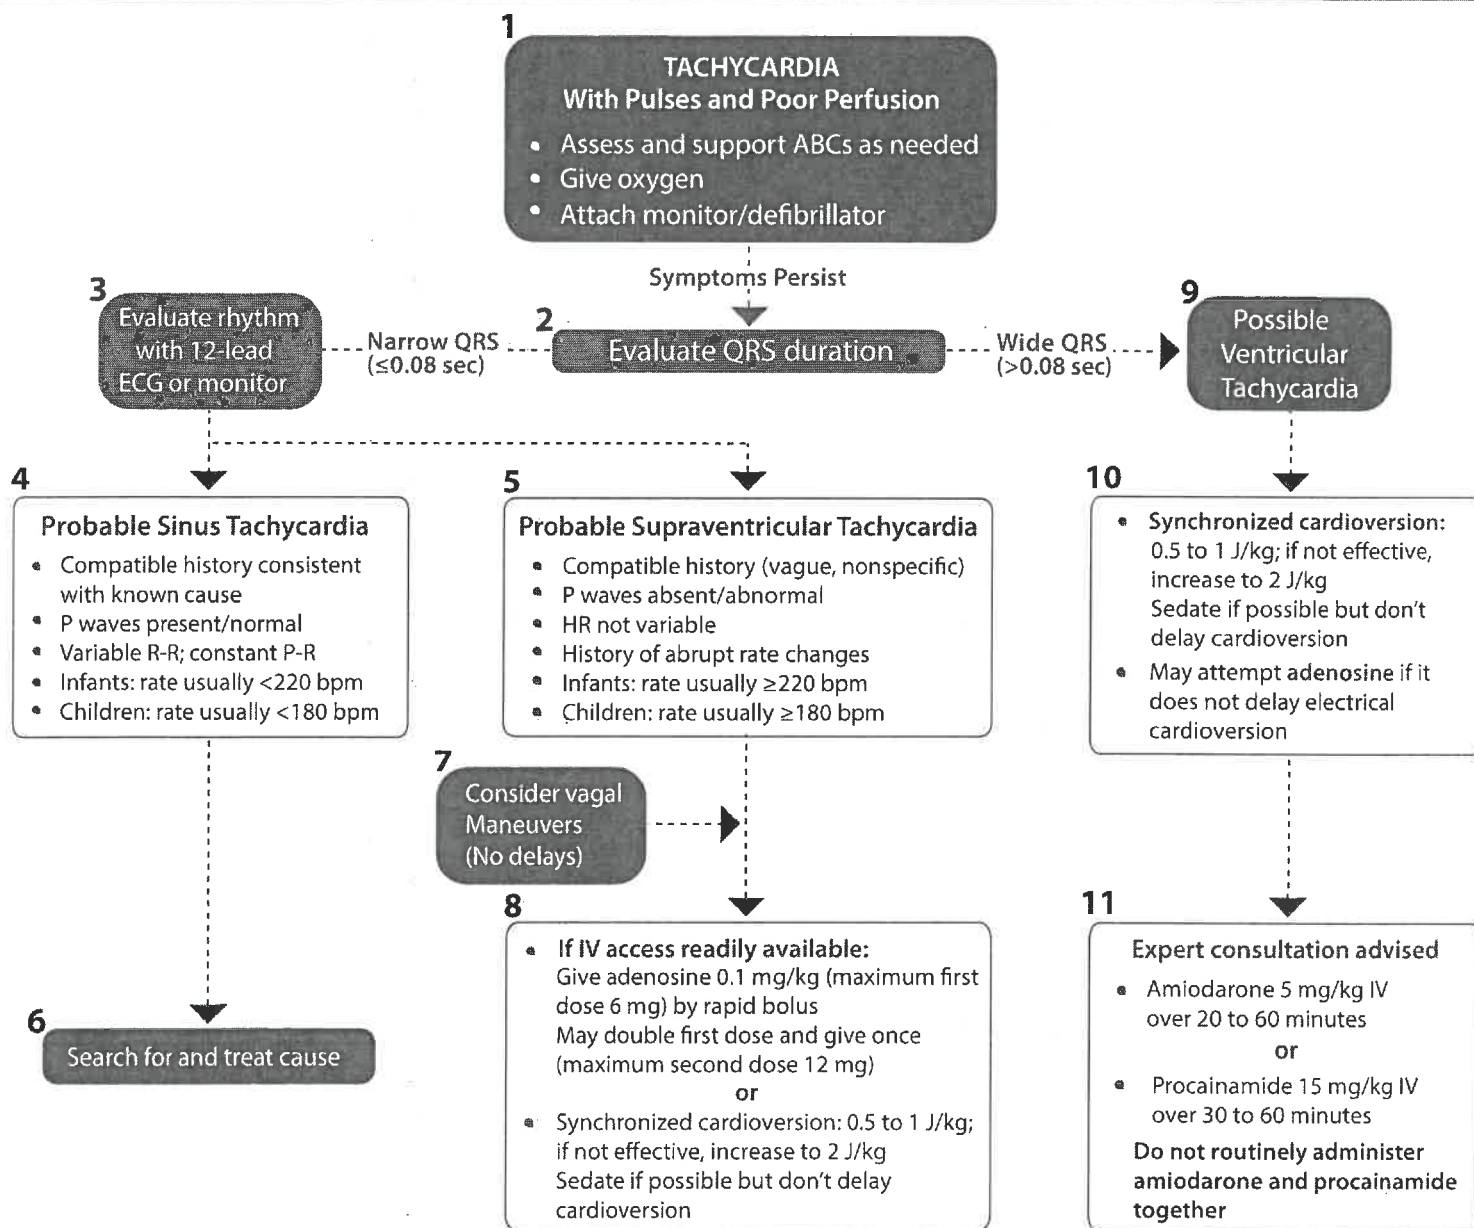 1
TACHYCARDIA
With Pulses and Poor Perfusion
• Assess and support ABCs as needed
• Give oxygen
• Attach monitor/defibrillator
Symptoms Persist
2
Evaluate QRS duration
Narrow QRS
(≤0.08 sec)
Wide QRS
(>0.08 sec)
3
Evaluate rhythm
with 12-lead
ECG or monitor
9
Possible
Ventricular
Tachycardia
4
Probable Sinus Tachycardia
• Compatible history consistent
with known cause
• P waves present/normal
• Variable R-R; constant P-R
• Infants: rate usually <220 bpm
• Children: rate usually <180 bpm
5
Probable Supraventricular Tachycardia
• Compatible history (vague, nonspecific)
• P waves absent/abnormal
• HR not variable
• History of abrupt rate changes
• Infants: rate usually ≥220 bpm
• Children: rate usually ≥180 bpm
10
• Synchronized cardioversion:
0.5 to 1 J/kg; if not effective,
increase to 2 J/kg
Sedate if possible but don't
delay cardioversion
• May attempt adenosine if it
does not delay electrical
cardioversion
7
Consider vagal
Maneuvers
(No delays)
6
Search for and treat cause
8
• If IV access readily available:
Give adenosine 0.1 mg/kg (maximum first
dose 6 mg) by rapid bolus
May double first dose and give once
(maximum second dose 12 mg)
or
• Synchronized cardioversion: 0.5 to 1 J/kg;
if not effective, increase to 2 J/kg
Sedate if possible but don't delay
cardioversion
11
Expert consultation advised
• Amiodarone 5 mg/kg IV
over 20 to 60 minutes
or
• Procainamide 15 mg/kg IV
over 30 to 60 minutes
Do not routinely administer
amiodarone and procainamide
together